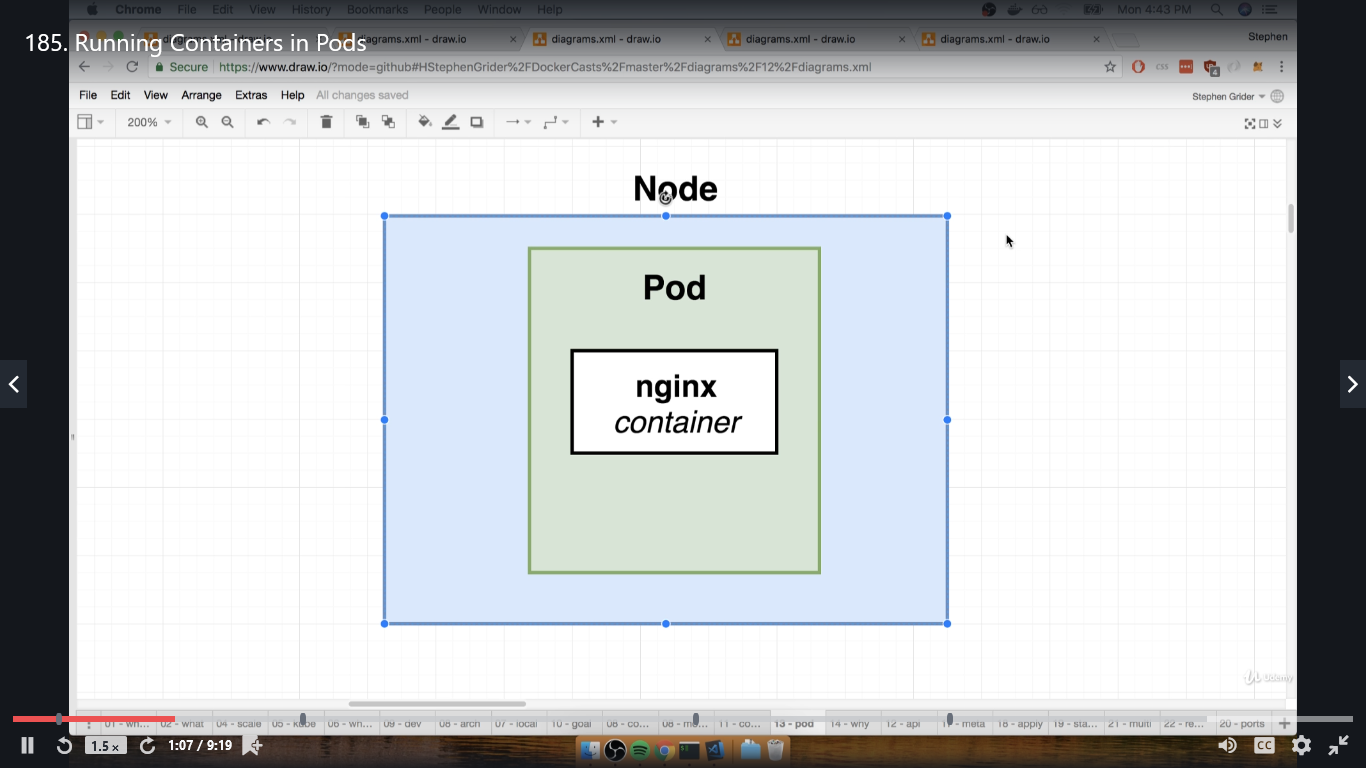 Chrome File Edit View History Bookmarks People Window Help Mon 4:43 PM
185. Running Containers in Pods
diagrams.xml - draw.io diagrams.xml - draw.io diagrams.xml - draw.io diagrams.xml - draw.io Stephen
Secure https://www.draw.io/?mode=github#HStephenGrider%2FDockerCasts%2Fmaster%2Fdiagrams%2F12%2Fdiagrams.xml
File Edit View Arrange Extras Help All changes saved Stephen Grider
200%
Node
Pod
nginx
container
Udemy
01 - wh... 02 - what 04 - scale 05 - kube 06 - wh... 09 - dev 08 - arch 07 - local 10 - goal 08 - co... 08 - m... 11 - co... 13 - pod 14 - why 12 - api 17 - meta 16 - apply 19 - sta... 21 - multi 22 - re... 20 - ports
1.5 x 1:07 / 9:19 CC